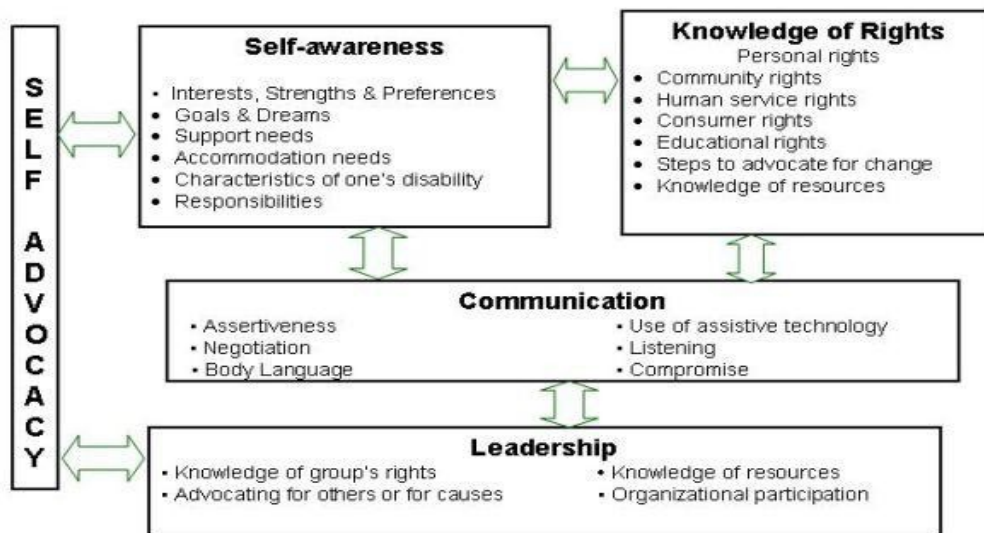 SELF ADVOCACY
Self-awareness
• Interests, Strengths & Preferences
• Goals & Dreams
• Support needs
• Accommodation needs
• Characteristics of one's disability
• Responsibilities
Knowledge of Rights
Personal rights
• Community rights
• Human service rights
• Consumer rights
• Educational rights
• Steps to advocate for change
• Knowledge of resources
Communication
• Assertiveness
• Negotiation
• Body Language
• Use of assistive technology
• Listening
• Compromise
Leadership
• Knowledge of group's rights
• Advocating for others or for causes
• Knowledge of resources
• Organizational participation